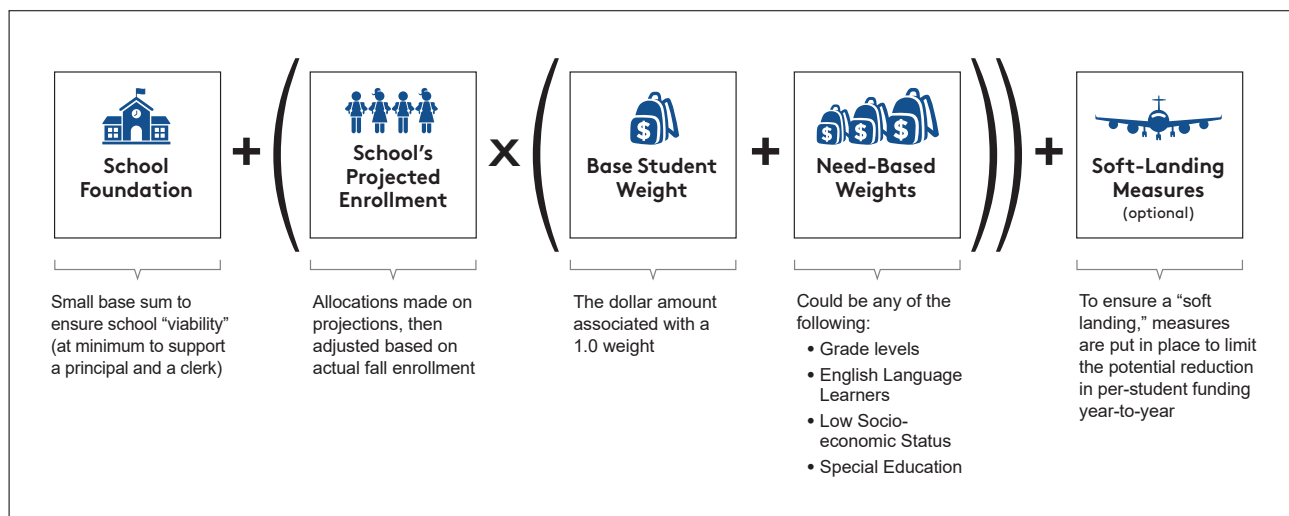 School
Foundation
+
(
School's
Projected
Enrollment
x
(
$
Base Student
Weight
+
$ $ $
Need-Based
Weights
))
+
Soft-Landing
Measures
(optional)
Small base sum to
ensure school “viability”
(at minimum to support
a principal and a clerk)
Allocations made on
projections, then
adjusted based on
actual fall enrollment
The dollar amount
associated with a
1.0 weight
Could be any of the
following:
• Grade levels
• English Language
Learners
• Low Socio-
economic Status
• Special Education
To ensure a “soft
landing,” measures
are put in place to limit
the potential reduction
in per-student funding
year-to-year